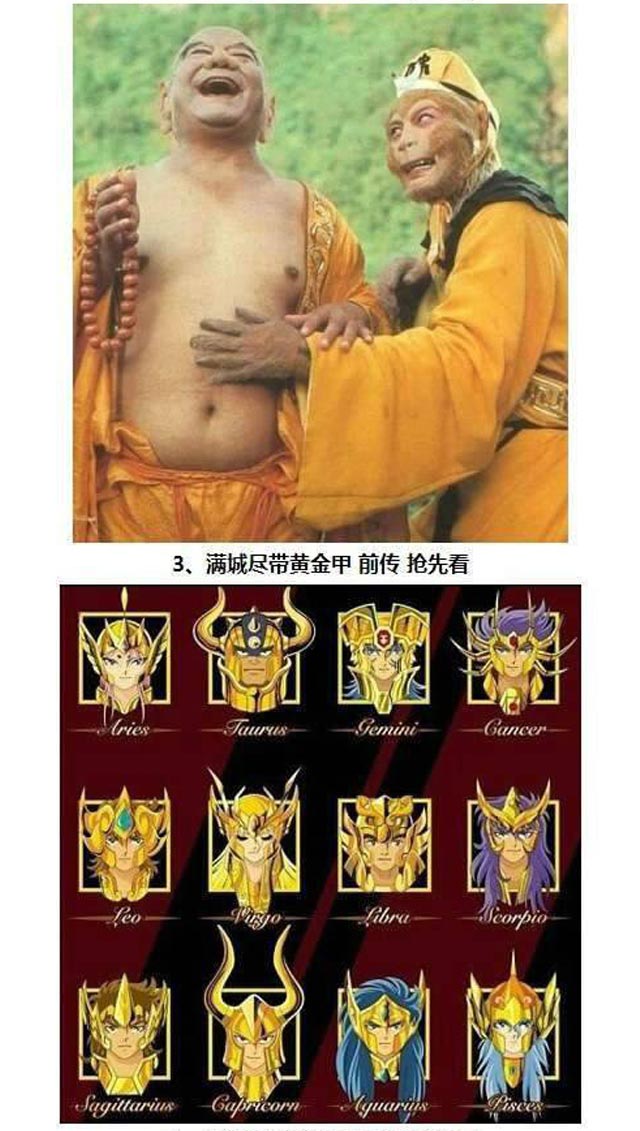 3、满城尽带黄金甲 前传 抢先看
Aries
Taurus
Gemini
Cancer
Leo
Virgo
Libra
Scorpio
Sagittarius
Capricorn
Aquarius
Pisces